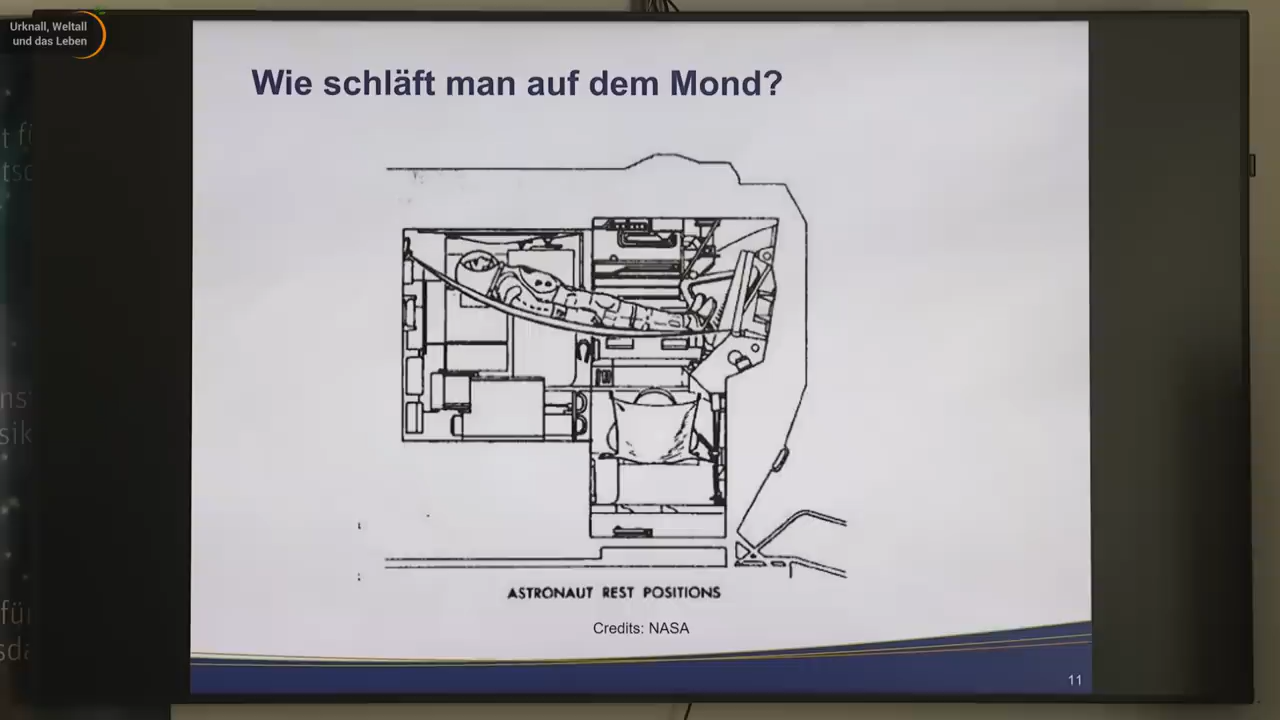 Urknall, Weltall
und das Leben
Wie schläft man auf dem Mond?
ASTRONAUT REST POSITIONS
Credits: NASA
11